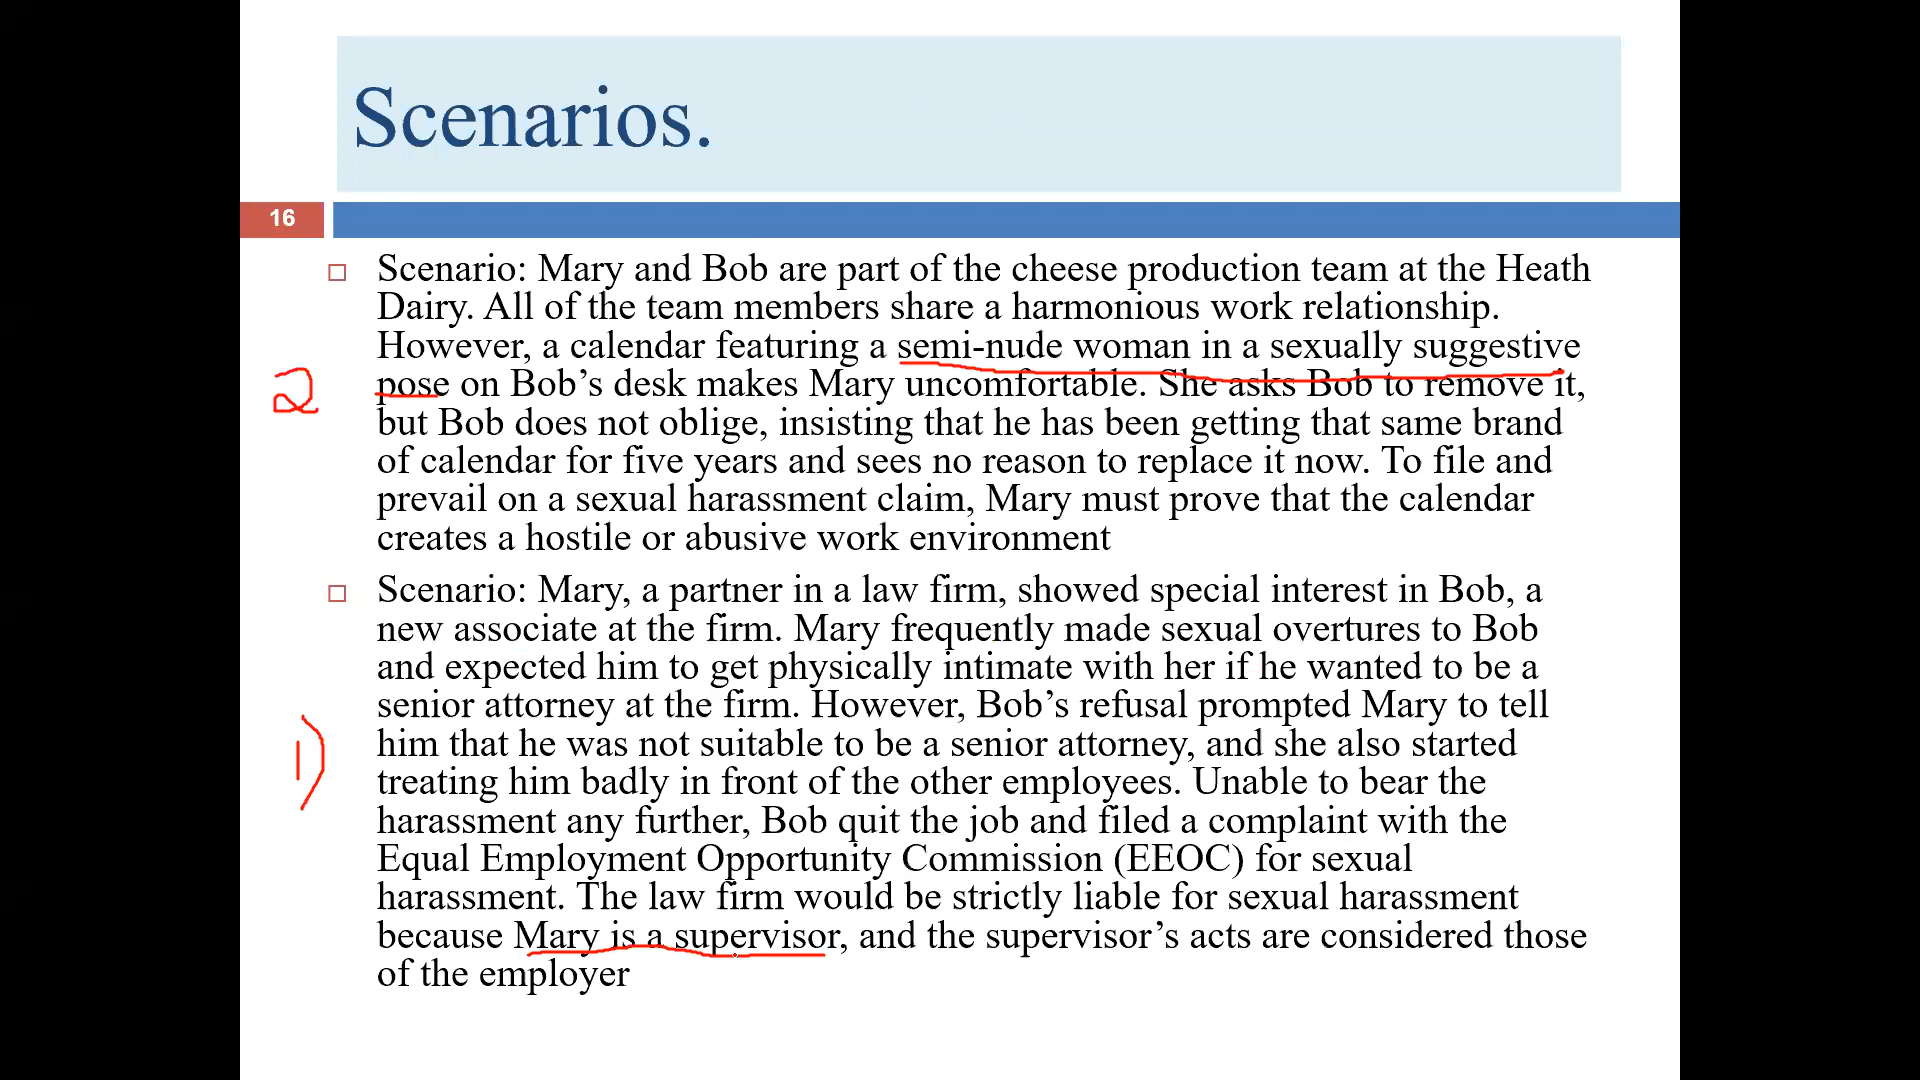 Scenarios.
16
Scenario: Mary and Bob are part of the cheese production team at the Heath
Dairy. All of the team members share a harmonious work relationship.
However, a calendar featuring a semi-nude woman in a sexually suggestive
2 pose on Bob’s desk makes Mary uncomfortable. She asks Bob to remove it,
but Bob does not oblige, insisting that he has been getting that same brand
of calendar for five years and sees no reason to replace it now. To file and
prevail on a sexual harassment claim, Mary must prove that the calendar
creates a hostile or abusive work environment
Scenario: Mary, a partner in a law firm, showed special interest in Bob, a
new associate at the firm. Mary frequently made sexual overtures to Bob
and expected him to get physically intimate with her if he wanted to be a
senior attorney at the firm. However, Bob’s refusal prompted Mary to tell
1) him that he was not suitable to be a senior attorney, and she also started
treating him badly in front of the other employees. Unable to bear the
harassment any further, Bob quit the job and filed a complaint with the
Equal Employment Opportunity Commission (EEOC) for sexual
harassment. The law firm would be strictly liable for sexual harassment
because Mary is a supervisor, and the supervisor’s acts are considered those
of the employer